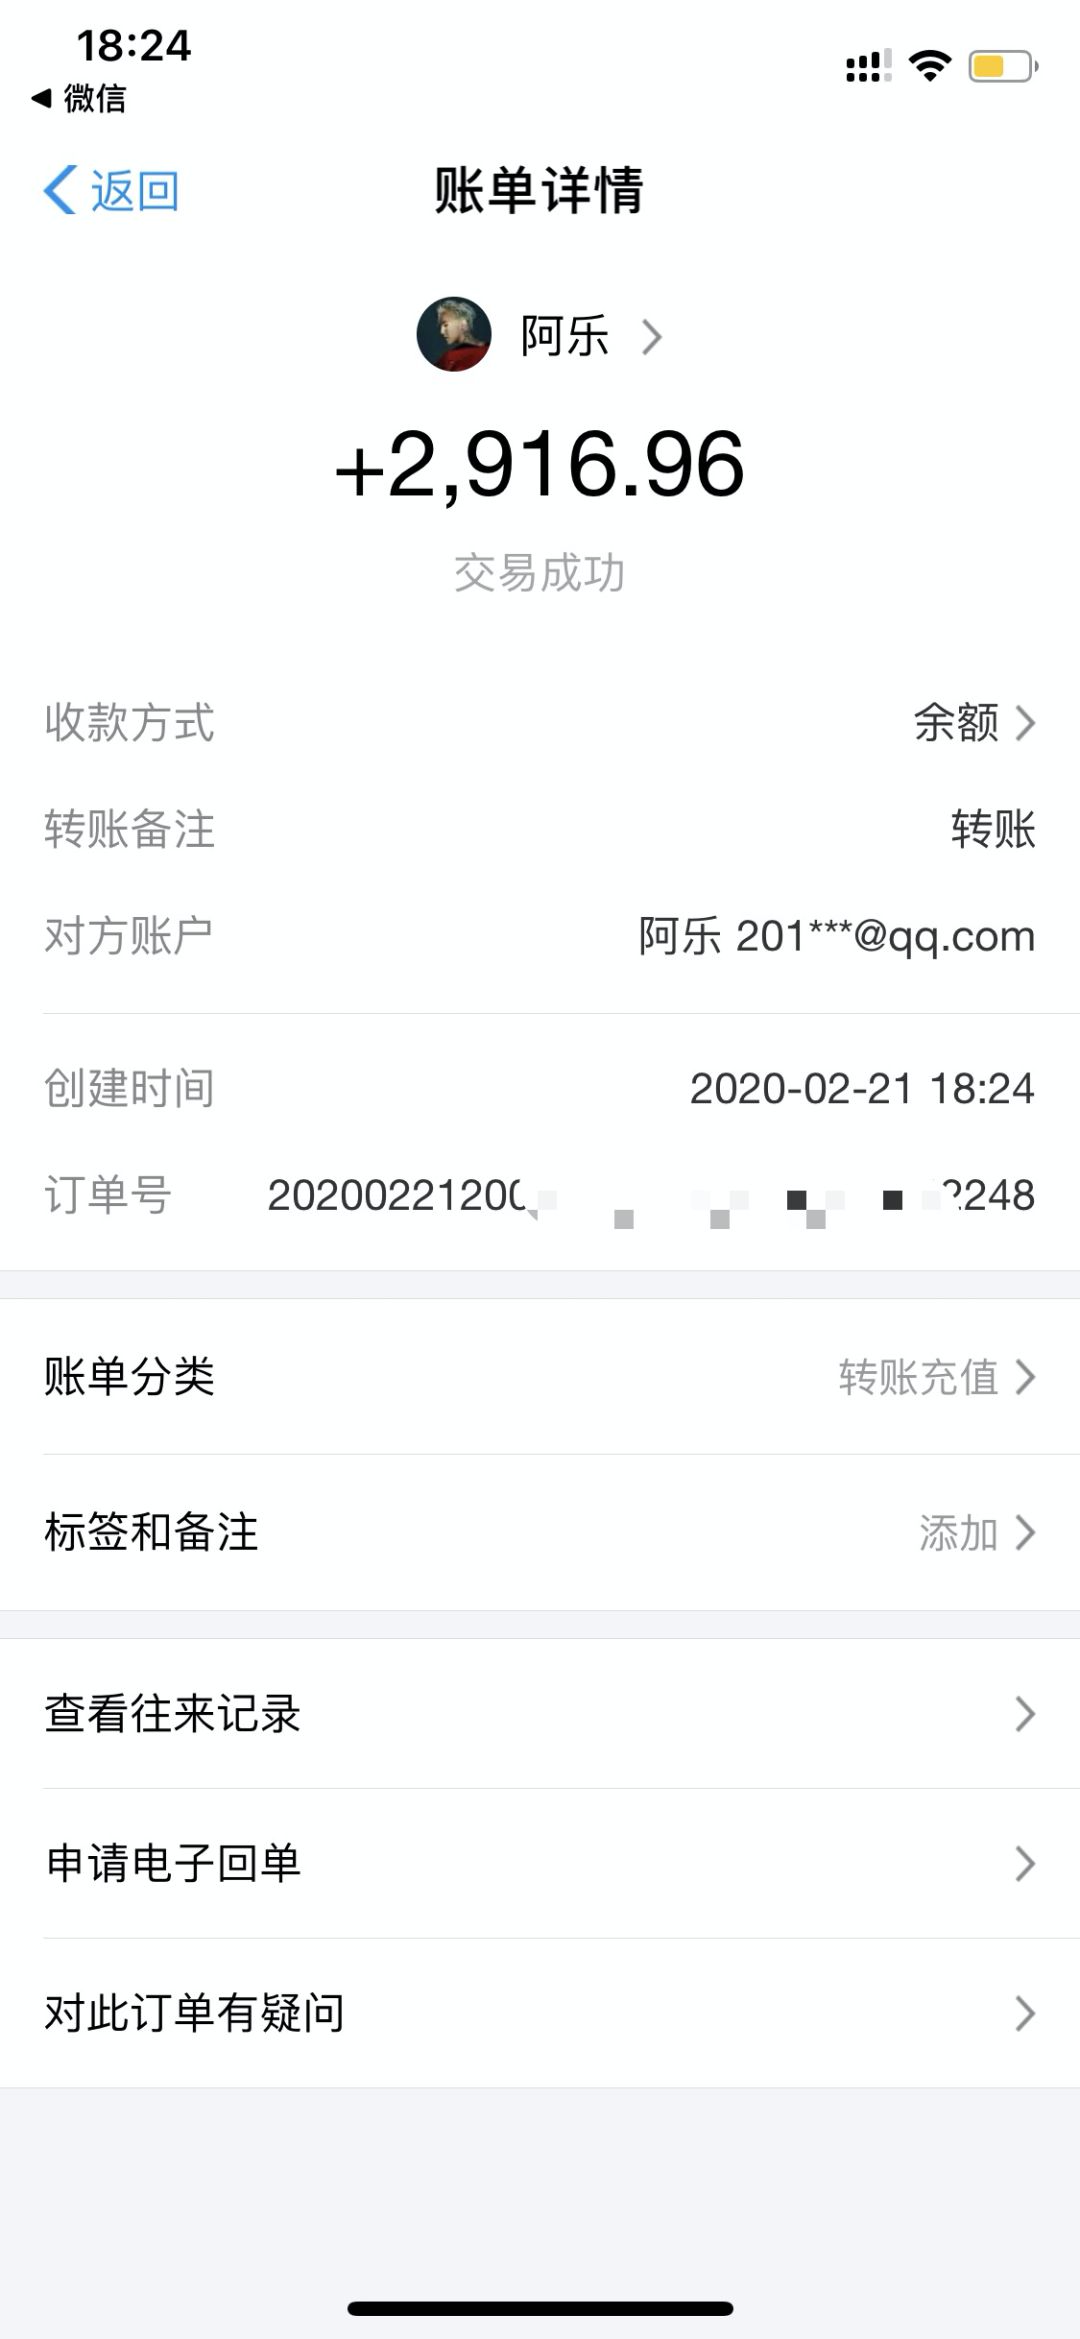 18:24
微信
返回
账单详情
阿乐
+2,916.96
交易成功
收款方式 余额
转账备注 转账
对方账户 阿乐 201***@qq.com
创建时间 2020-02-21 18:24
订单号 20200221200 2248
账单分类 转账充值
标签和备注 添加
查看往来记录
申请电子回单
对此订单有疑问